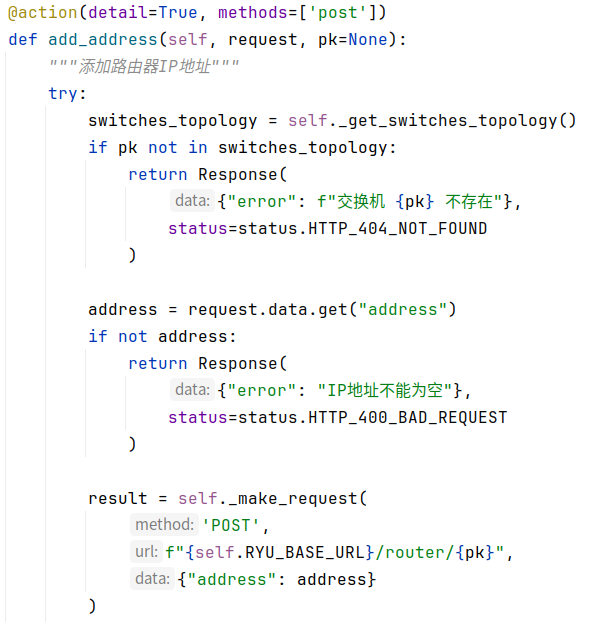 @action(detail=True, methods=['post'])
def add_address(self, request, pk=None):
    """添加路由器IP地址"""
    try:
        switches_topology = self._get_switches_topology()
        if pk not in switches_topology:
            return Response(
                data: {"error": f"交换机 {pk} 不存在"},
                status=status.HTTP_404_NOT_FOUND
            )

        address = request.data.get("address")
        if not address:
            return Response(
                data: {"error": "IP地址不能为空"},
                status=status.HTTP_400_BAD_REQUEST
            )

        result = self._make_request(
            method: 'POST',
            url: f"{self.RYU_BASE_URL}/router/{pk}",
            data: {"address": address}
        )